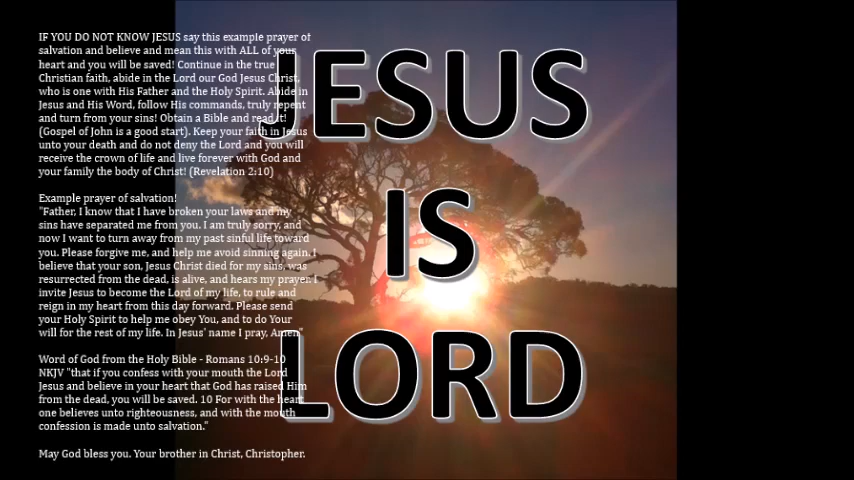 IF YOU DO NOT KNOW JESUS say this example prayer of
salvation and believe and mean this with ALL of your
heart and you will be saved! Continue in the true
Christian faith, abide in the Lord our God Jesus Christ,
who is one with His Father and the Holy Spirit. Abide in
Jesus and His Word, follow His commands, truly repent
and turn from your sins! Obtain a Bible and read it!
(Gospel of John is a good start). Keep your faith in Jesus
unto your death and do not deny the Lord and you will
receive the crown of life and live forever with God and
your family the body of Christ! (Revelation 2:10)
Example prayer of salvation!
"Father, I know that I have broken your laws and my
sins have separated me from you. I am truly sorry, and
now I want to turn away from my past sinful life toward
you. Please forgive me, and help me avoid sinning again. I
believe that your son, Jesus Christ died for my sins, was
resurrected from the dead, is alive, and hears my prayer. I
invite Jesus to become the Lord of my life, to rule and
reign in my heart from this day forward. Please send
your Holy Spirit to help me obey You, and to do Your
will for the rest of my life. In Jesus' name I pray, Amen"
Word of God from the Holy Bible - Romans 10:9-10
NKJV "that if you confess with your mouth the Lord
Jesus and believe in your heart that God has raised Him
from the dead, you will be saved. 10 For with the heart
one believes unto righteousness, and with the mouth
confession is made unto salvation."
May God bless you. Your brother in Christ, Christopher.
JESUS
IS
LORD